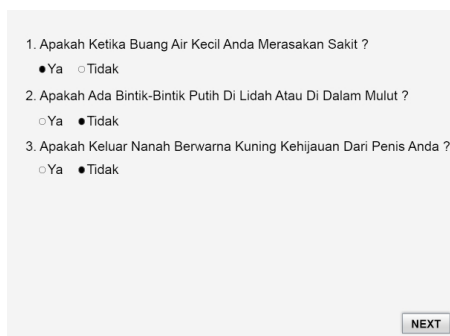 1. Apakah Ketika Buang Air Kecil Anda Merasakan Sakit ?
Ya Tidak
2. Apakah Ada Bintik-Bintik Putih Di Lidah Atau Di Dalam Mulut ?
Ya Tidak
3. Apakah Keluar Nanah Berwarna Kuning Kehijauan Dari Penis Anda ?
Ya Tidak
NEXT